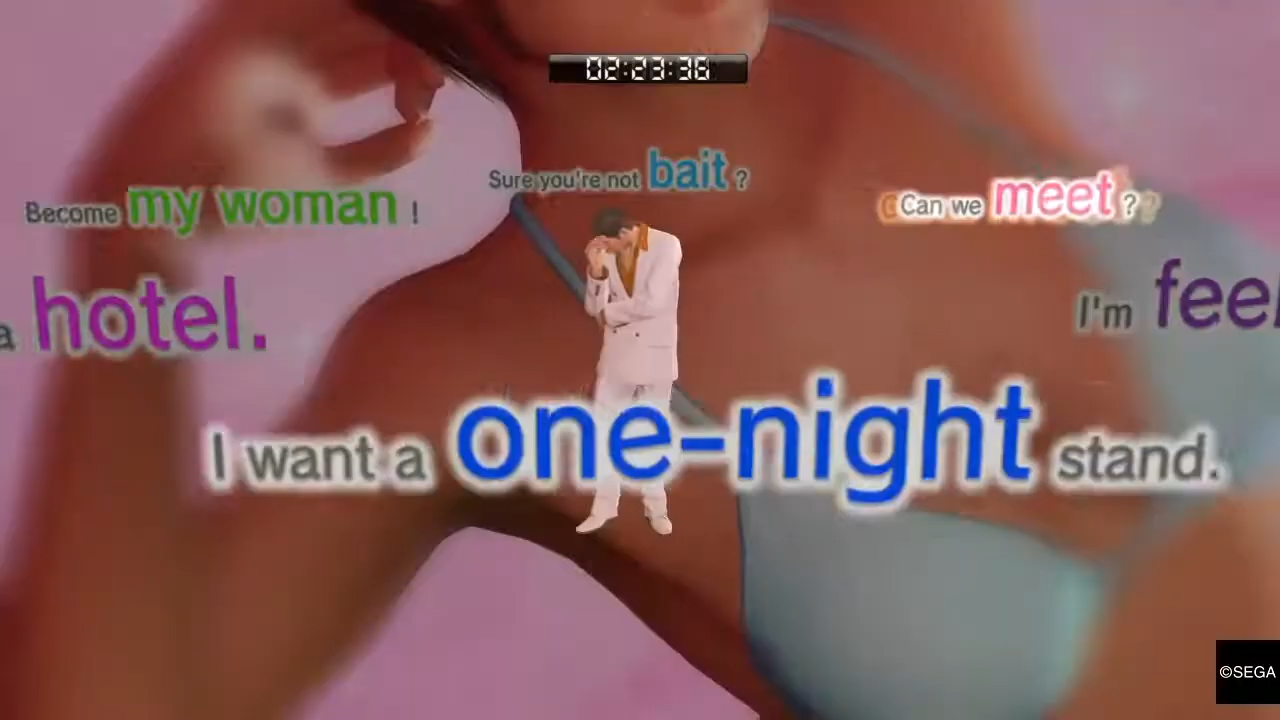 02:23:38
Sure you're not bait ?
Become my woman !
Can we meet ?
a hotel.
I'm feel
I want a one-night stand.
©SEGA